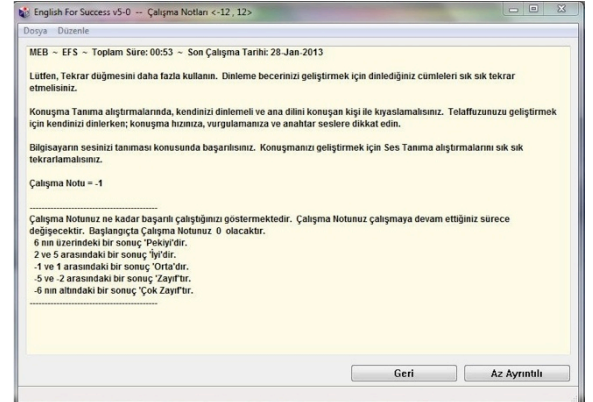 English For Success v5-0 -- Çalışma Notları <-12 , 12>
Dosya Düzenle
MEB ~ EFS ~ Toplam Süre: 00:53 ~ Son Çalışma Tarihi: 28-Jan-2013
Lütfen, Tekrar düğmesini daha fazla kullanın. Dinleme becerinizi geliştirmek için dinlediğiniz cümleleri sık sık tekrar
etmelisiniz.
Konuşma Tanıma alıştırmalarında, kendinizi dinlemeli ve ana dilini konuşan kişi ile kıyaslamalısınız. Telaffuzunuzu geliştirmek
için kendinizi dinlerken; konuşma hızınıza, vurgulamanıza ve anahtar seslere dikkat edin.
Bilgisayarın sesinizi tanıması konusunda başarılısınız. Konuşmanızı geliştirmek için Ses Tanıma alıştırmalarını sık sık
tekrarlamalısınız.
Çalışma Notu = -1
--------------------------------------------
Çalışma Notunuz ne kadar başarılı çalıştığınızı göstermektedir. Çalışma Notunuz çalışmaya devam ettiğiniz sürece
değişecektir. Başlangıçta Çalışma Notunuz 0 olacaktır.
6 nın üzerindeki bir sonuç 'Pekiyi'dir.
2 ve 5 arasındaki bir sonuç 'İyi'dir.
-1 ve 1 arasındaki bir sonuç 'Orta'dır.
-5 ve -2 arasındaki bir sonuç 'Zayıf'tır.
-6 nın altındaki bir sonuç 'Çok Zayıf'tır.
--------------------------------------------
Geri Az Ayrıntılı